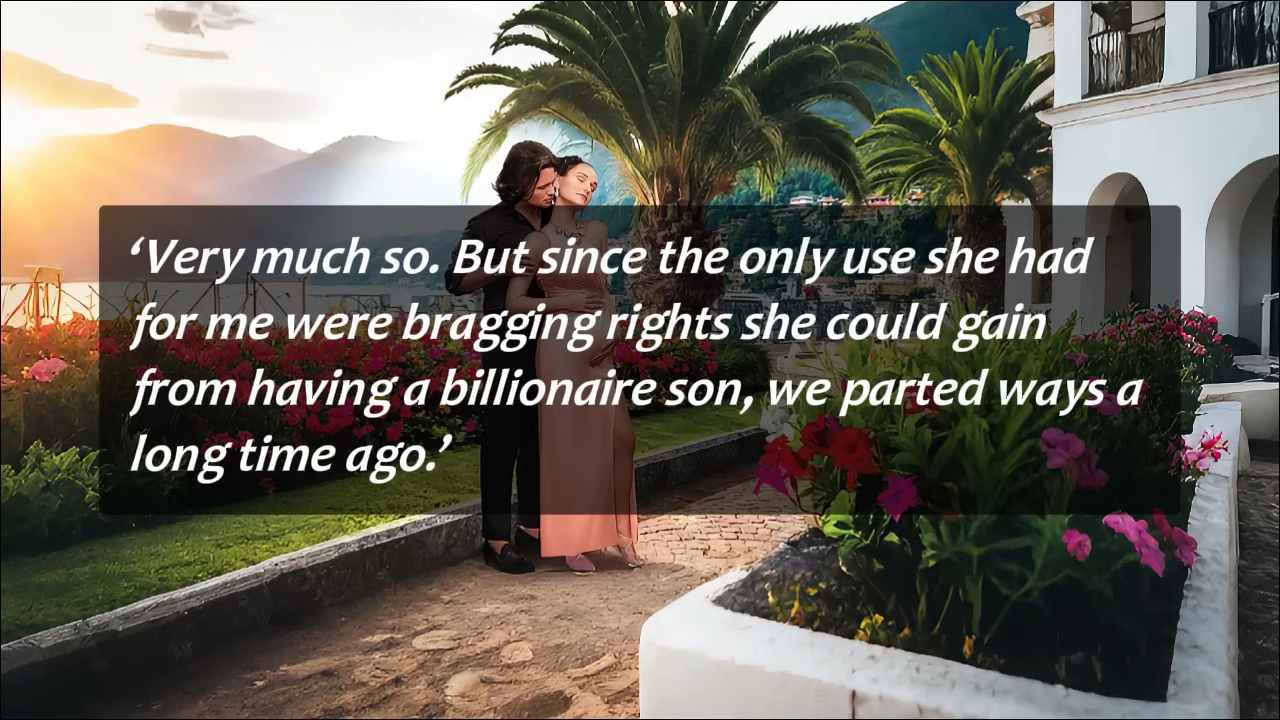 ‘Very much so. But since the only use she had
for me were bragging rights she could gain
from having a billionaire son, we parted ways a
long time ago.’